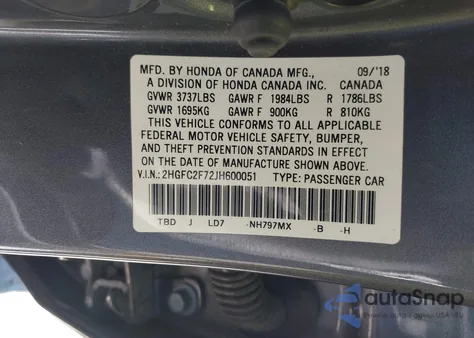 MFD. BY HONDA OF CANADA MFG., 09/'18
A DIVISION OF HONDA CANADA INC. CANADA
GVWR 3737LBS GAWR F 1984LBS R 1786LBS
GVWR 1695KG GAWR F 900KG R 810KG
THIS VEHICLE CONFORMS TO ALL APPLICABLE
FEDERAL MOTOR VEHICLE SAFETY, BUMPER,
AND THEFT PREVENTION STANDARDS IN EFFECT
ON THE DATE OF MANUFACTURE SHOWN ABOVE.
V.I.N.: 2HGFC2F72JH600051 TYPE: PASSENGER CAR
TBD J LD7 -NH797MX -B -H
autoSnap